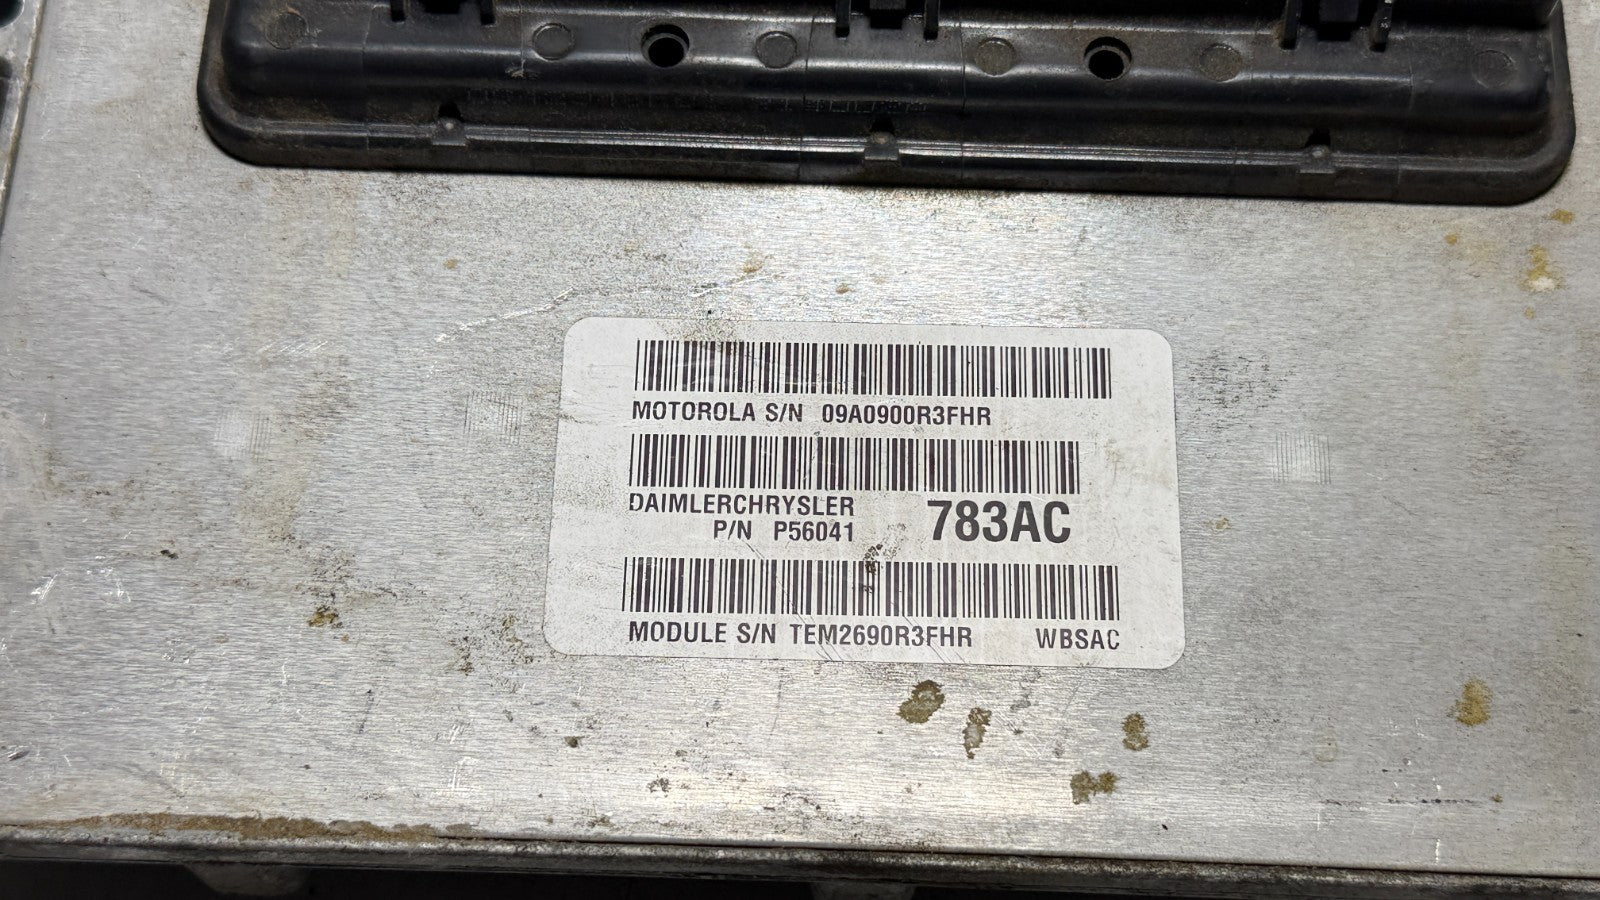 MOTOROLA S/N 09A0900R3FHR
DAIMLERCHRYSLER
P/N P56041 783AC
MODULE S/N TEM2690R3FHR WBSAC